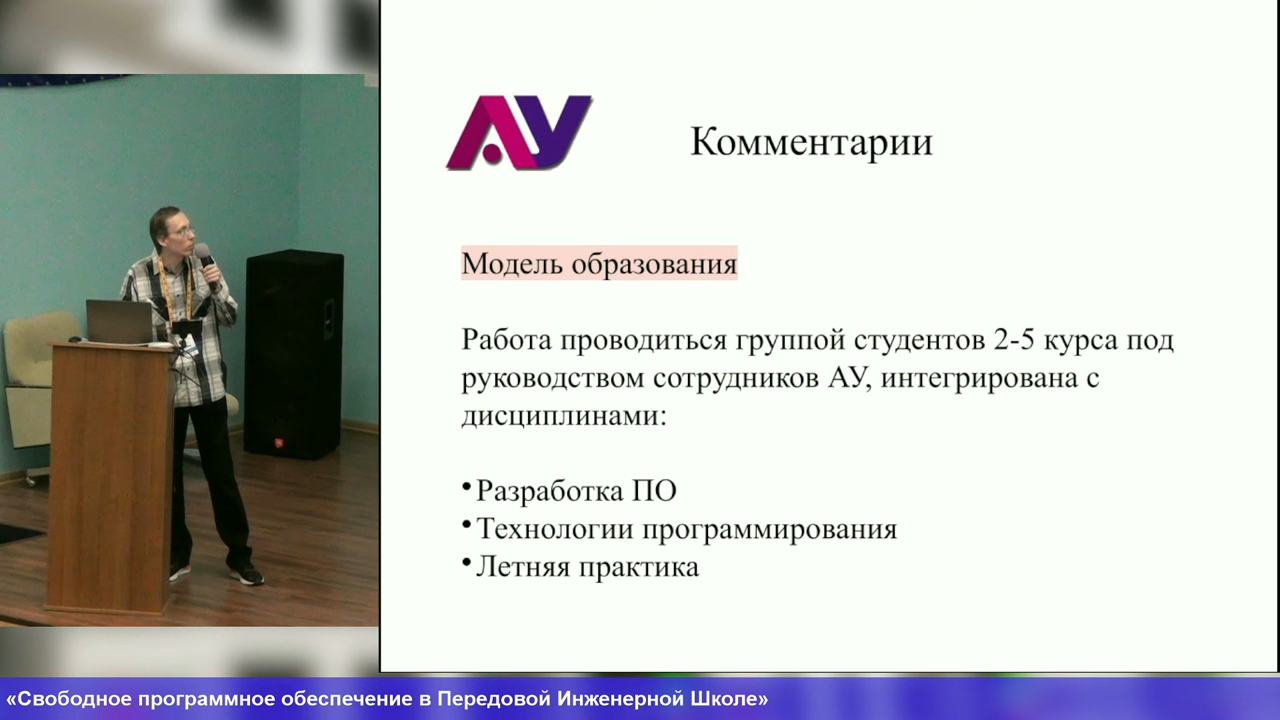 АУ
Комментарии
Модель образования
Работа проводиться группой студентов 2-5 курса под
руководством сотрудников АУ, интегрирована с
дисциплинами:
•Разработка ПО
•Технологии программирования
•Летняя практика
«Свободное программное обеспечение в Передовой Инженерной Школе»